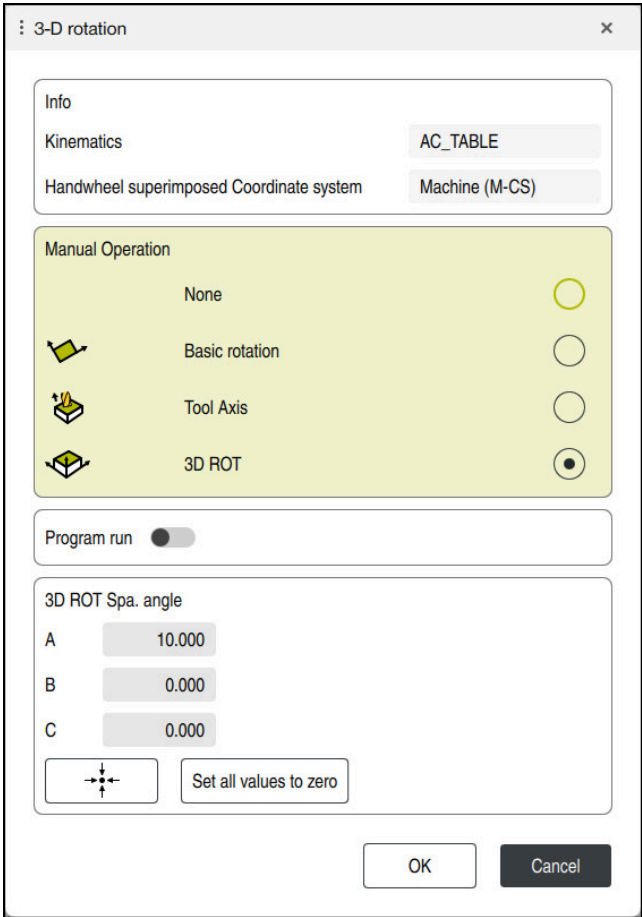 3-D rotation
Info
Kinematics AC_TABLE
Handwheel superimposed Coordinate system Machine (M-CS)
Manual Operation
None
Basic rotation
Tool Axis
3D ROT
Program run
3D ROT Spa. angle
A 10.000
B 0.000
C 0.000
Set all values to zero
OK Cancel